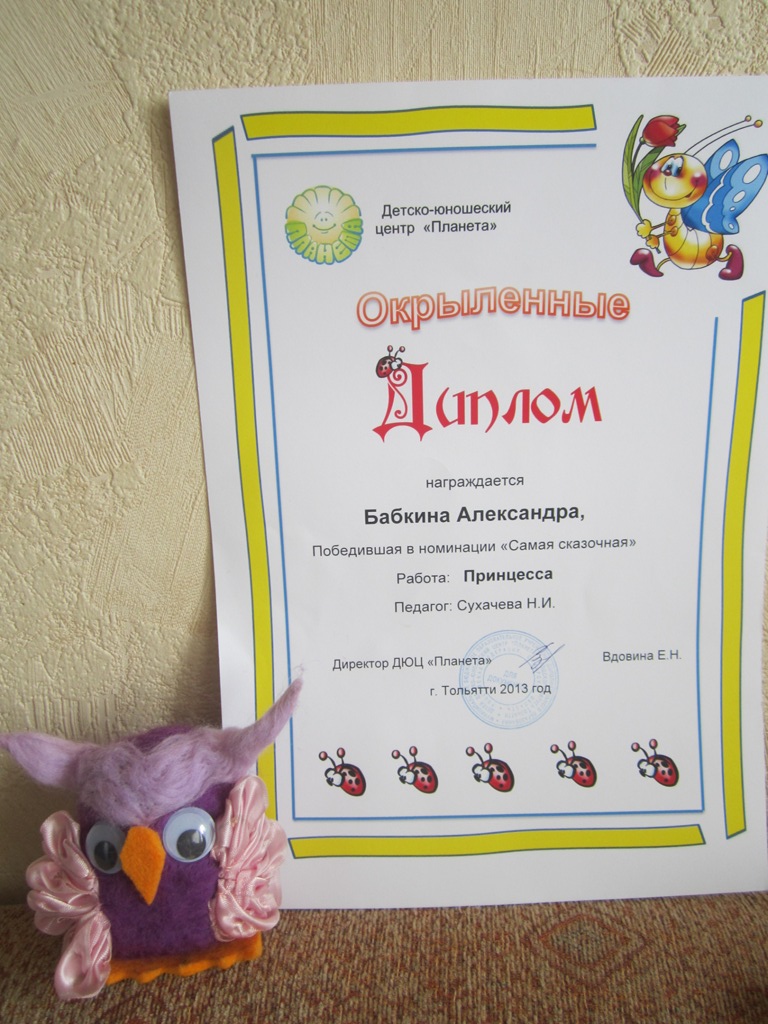 ПЛАНЕТА
Детско-юношеский
центр «Планета»
Окрыленные
Диплом
награждается
Бабкина Александра,
Победившая в номинации «Самая сказочная»
Работа: Принцесса
Педагог: Сухачева Н.И.
Директор ДЮЦ «Планета» Вдовина Е.Н.
г. Тольятти 2013 год